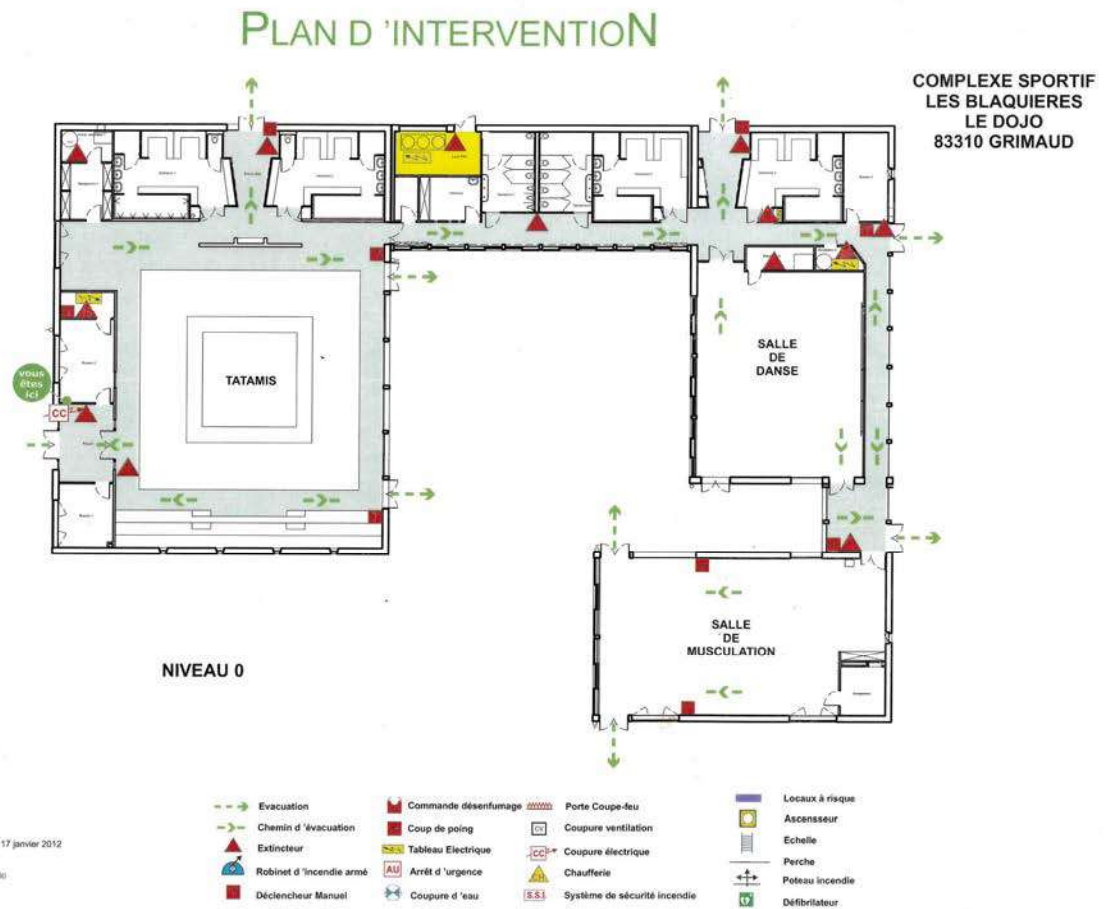 PLAN D 'INTERVENTION
COMPLEXE SPORTIF
LES BLAQUIERES
LE DOJO
83310 GRIMAUD
vous
êtes
ici
CC
TATAMIS
SALLE
DE
DANSE
SALLE
DE
MUSCULATION
NIVEAU 0
17 janvier 2012
Evacuation
Chemin d 'évacuation
Extincteur
Robinet d 'incendie armé
Déclencheur Manuel
Commande désenfumage
Coup de poing
Tableau Electrique
AU Arrêt d 'urgence
Coupure d 'eau
Porte Coupe-feu
CV Coupure ventilation
CC Coupure électrique
CH Chaufferie
S.S.I. Système de sécurité incendie
Locaux à risque
Ascensseur
Echelle
Perche
Poteau incendie
Défibrilateur